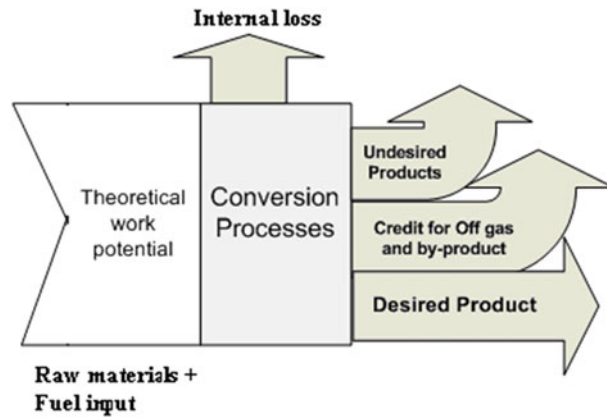 Internal loss
Theoretical
work
potential
Conversion
Processes
Undesired
Products
Credit for Off gas
and by-product
Desired Product
Raw materials +
Fuel input